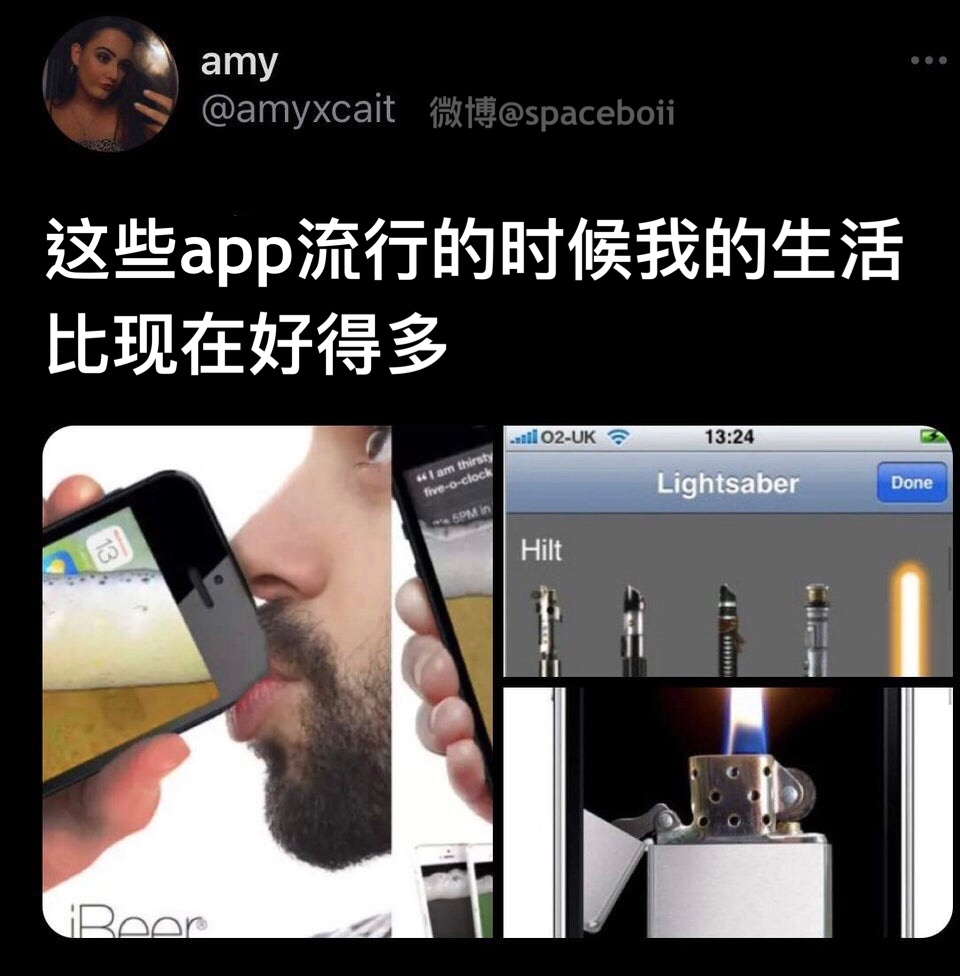 amy
@amyxcait 微博@spaceboii
这些app流行的时候我的生活
比现在好得多
13
“I am thirsty
five-o-clock
5PM in
iBeer®
O2-UK 13:24
Lightsaber Done
Hilt